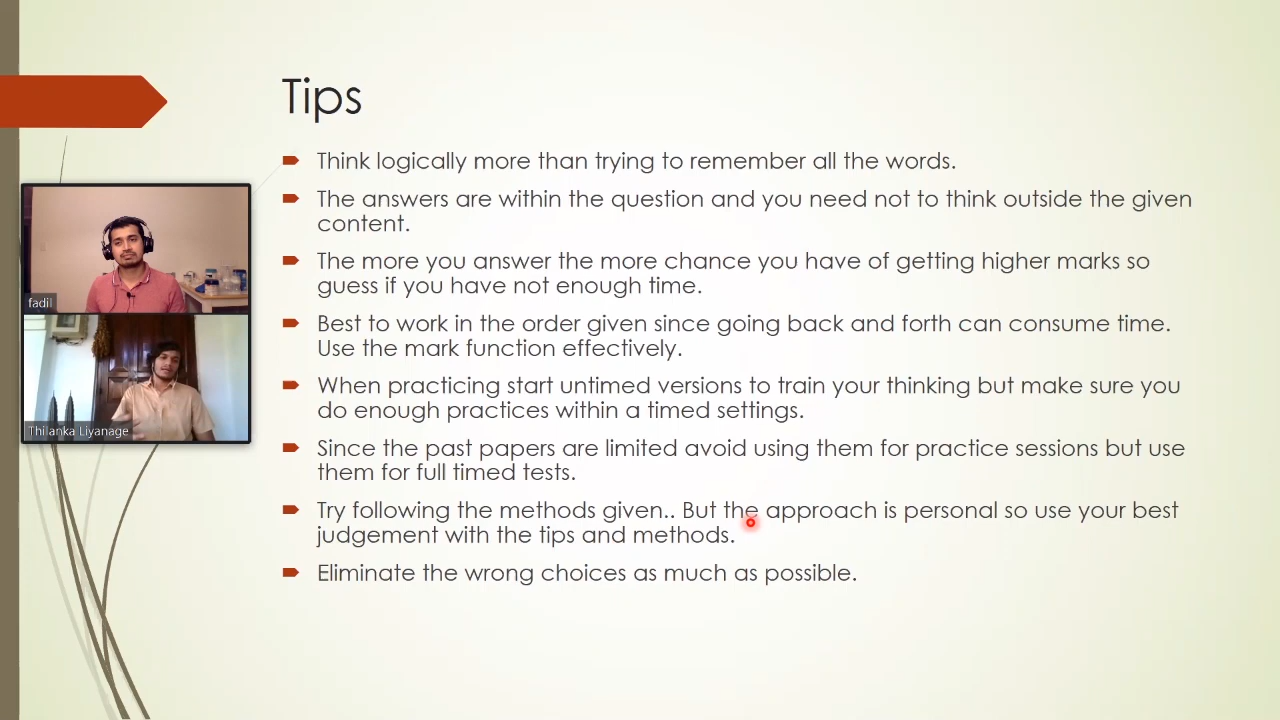 Tips
Think logically more than trying to remember all the words.
The answers are within the question and you need not to think outside the given
content.
The more you answer the more chance you have of getting higher marks so
guess if you have not enough time.
Best to work in the order given since going back and forth can consume time.
Use the mark function effectively.
When practicing start untimed versions to train your thinking but make sure you
do enough practices within a timed settings.
Since the past papers are limited avoid using them for practice sessions but use
them for full timed tests.
Try following the methods given.. But the approach is personal so use your best
judgement with the tips and methods.
Eliminate the wrong choices as much as possible.
fadil
Thilanka Liyanage